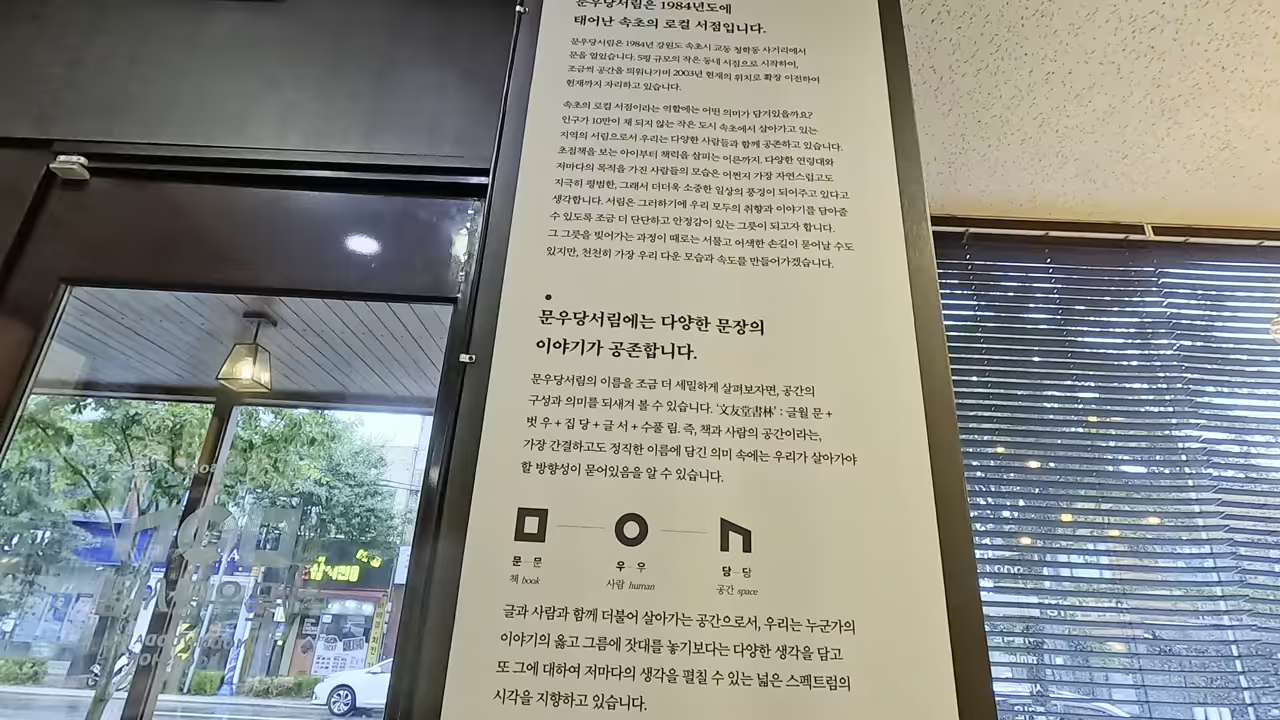 문우당서림은 1984년도에
태어난 속초의 로컬 서점입니다.
문우당서림은 1984년 강원도 속초시 교동 청학동 사거리에서
문을 열었습니다. 5평 규모의 작은 동네 서점으로 시작하여,
조금씩 공간을 띄워나가며 2003년 현재의 위치로 확장 이전하여
현재까지 자리하고 있습니다.
속초의 로컬 서점이라는 역할에는 어떤 의미가 담겨있을까요?
인구가 10만이 채 되지 않는 작은 도시 속초에서 살아가고 있는
지역의 서림으로서 우리는 다양한 사람들과 함께 공존하고 있습니다.
초점책을 보는 아이부터 책력을 살피는 어른까지. 다양한 연령대와
저마다의 목적을 가진 사람들의 모습은 어쩐지 가장 자연스럽고도
지극히 평범한, 그래서 더더욱 소중한 일상의 풍경이 되어주고 있다고
생각합니다. 서림은 그러하기에 우리 모두의 취향과 이야기를 담아줄
수 있도록 조금 더 단단하고 안정감이 있는 그릇이 되고자 합니다.
그 그릇을 빚어가는 과정이 때로는 서툴고 어색한 손길이 묻어날 수도
있지만, 천천히 가장 우리 다운 모습과 속도를 만들어가겠습니다.
문우당서림에는 다양한 문장의
이야기가 공존합니다.
문우당서림의 이름을 조금 더 세밀하게 살펴보자면, 공간의
구성과 의미를 되새겨 볼 수 있습니다. '文友堂書林' : 글월 문 +
벗 우 + 집 당 + 글 서 + 수풀 림. 즉, 책과 사람의 공간이라는,
가장 간결하고도 정직한 이름에 담긴 의미 속에는 우리가 살아가야
할 방향성이 묻어있음을 알 수 있습니다.
문—문 우—우 당—당
책 book 사람 human 공간 space
글과 사람과 함께 더불어 살아가는 공간으로서, 우리는 누군가의
이야기의 옳고 그름에 잣대를 놓기보다는 다양한 생각을 담고
또 그에 대하여 저마다의 생각을 펼칠 수 있는 넓은 스펙트럼의
시각을 지향하고 있습니다.